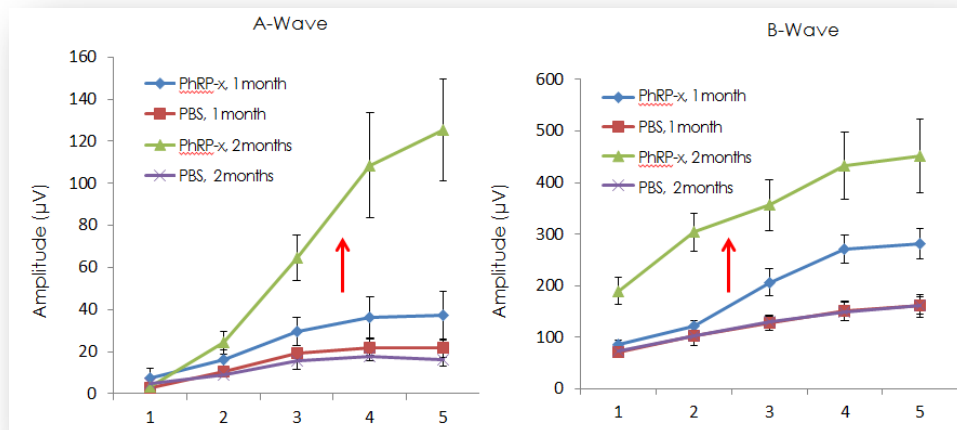 A-Wave
160
140
120
100
80
60
40
20
0
Amplitude (µV)
PhRP-x, 1month
PBS, 1month
PhRP-x, 2months
PBS, 2months
1 2 3 4 5
B-Wave
600
500
400
300
200
100
0
Amplitude (µV)
PhRP-x, 1month
PBS,1month
PhRP-x, 2months
PBS, 2months
1 2 3 4 5